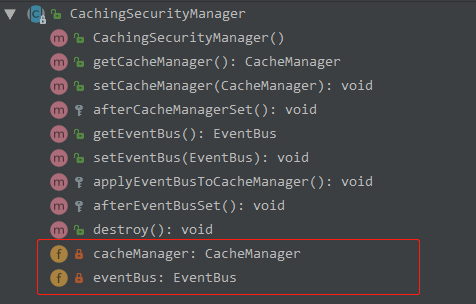 CachingSecurityManager
CachingSecurityManager()
getCacheManager(): CacheManager
setCacheManager(CacheManager): void
afterCacheManagerSet(): void
getEventBus(): EventBus
setEventBus(EventBus): void
applyEventBusToCacheManager(): void
afterEventBusSet(): void
destroy(): void
cacheManager: CacheManager
eventBus: EventBus